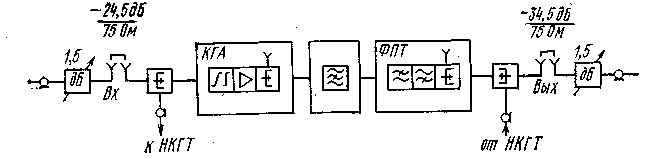 -24,5 дб
75 Ом
-34,5 дб
75 Ом
1,5
дБ
Вх
КГА
ФПТ
Вых
1,5
дБ
к НКГТ
от НКГТ